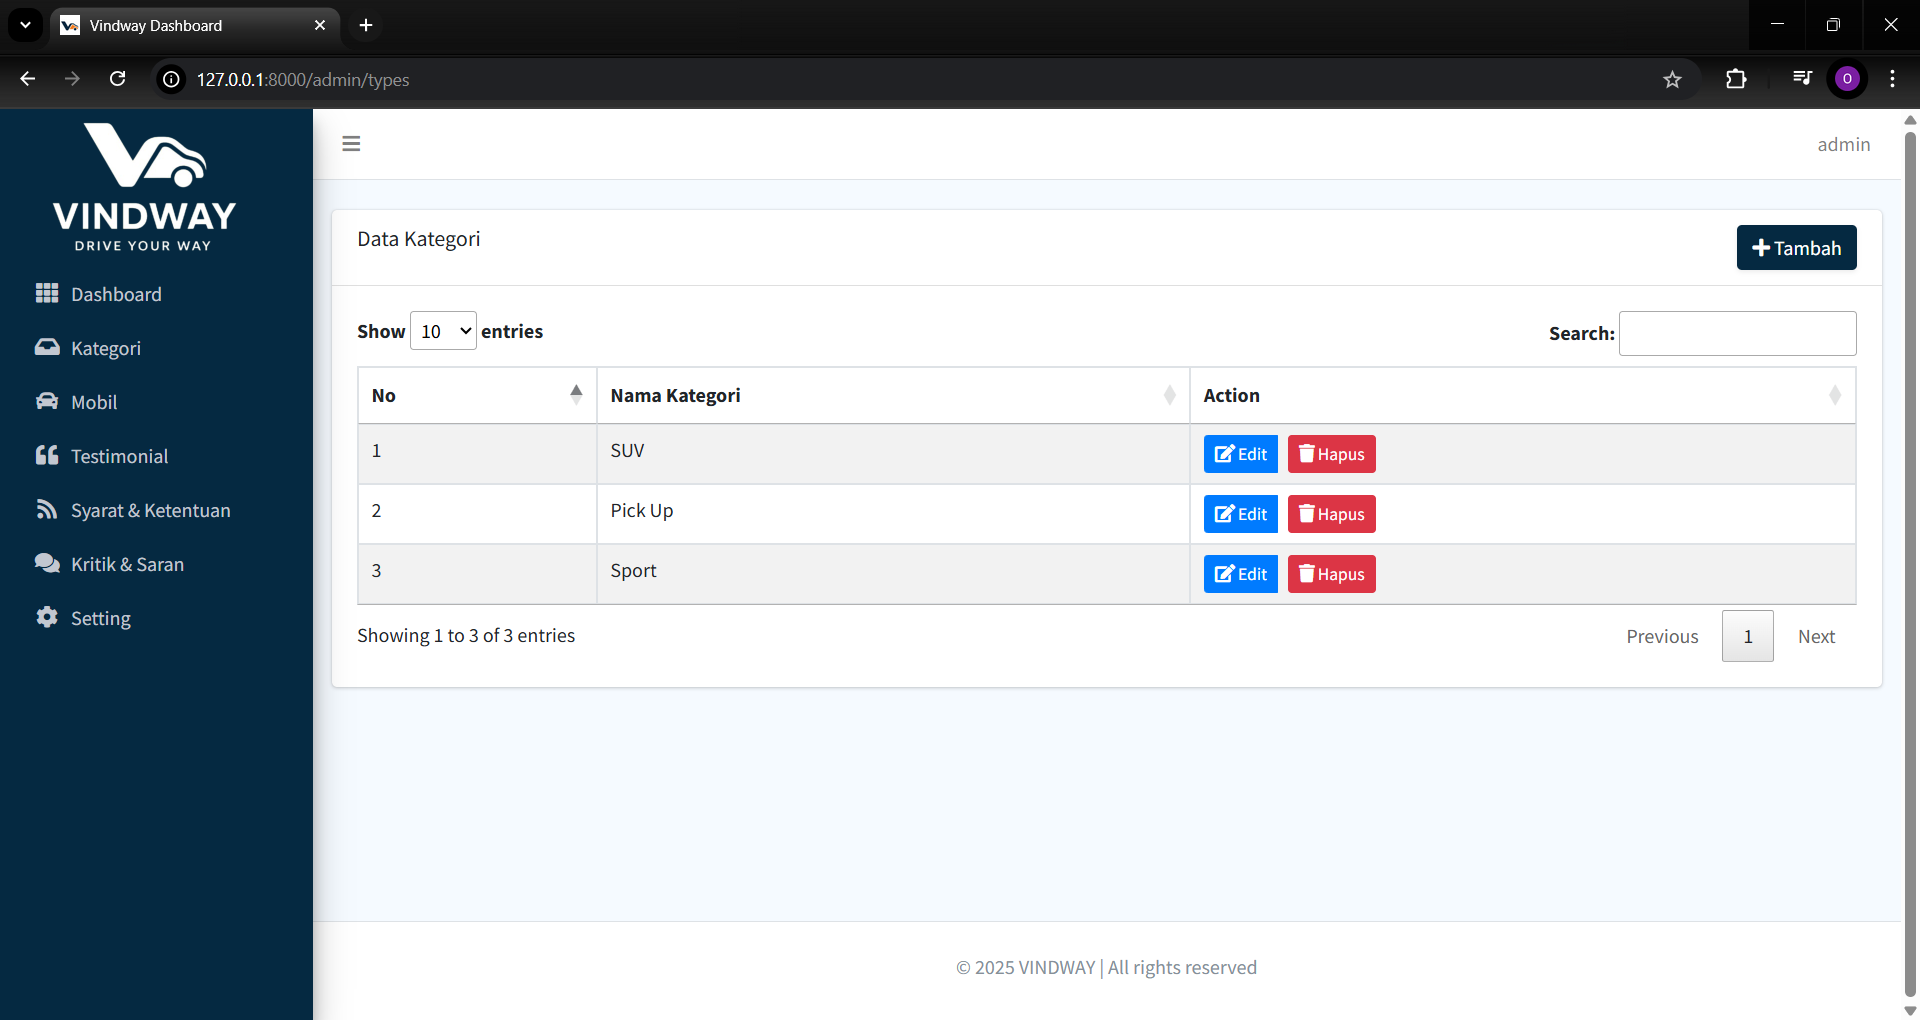 Vindway Dashboard
127.0.0.1:8000/admin/types
O
VINDWAY
DRIVE YOUR WAY
Dashboard
Kategori
Mobil
Testimonial
Syarat & Ketentuan
Kritik & Saran
Setting
admin
Data Kategori
Tambah
Show 10 entries
Search:
No Nama Kategori Action
1 SUV Edit Hapus
2 Pick Up Edit Hapus
3 Sport Edit Hapus
Showing 1 to 3 of 3 entries
Previous 1 Next
© 2025 VINDWAY | All rights reserved